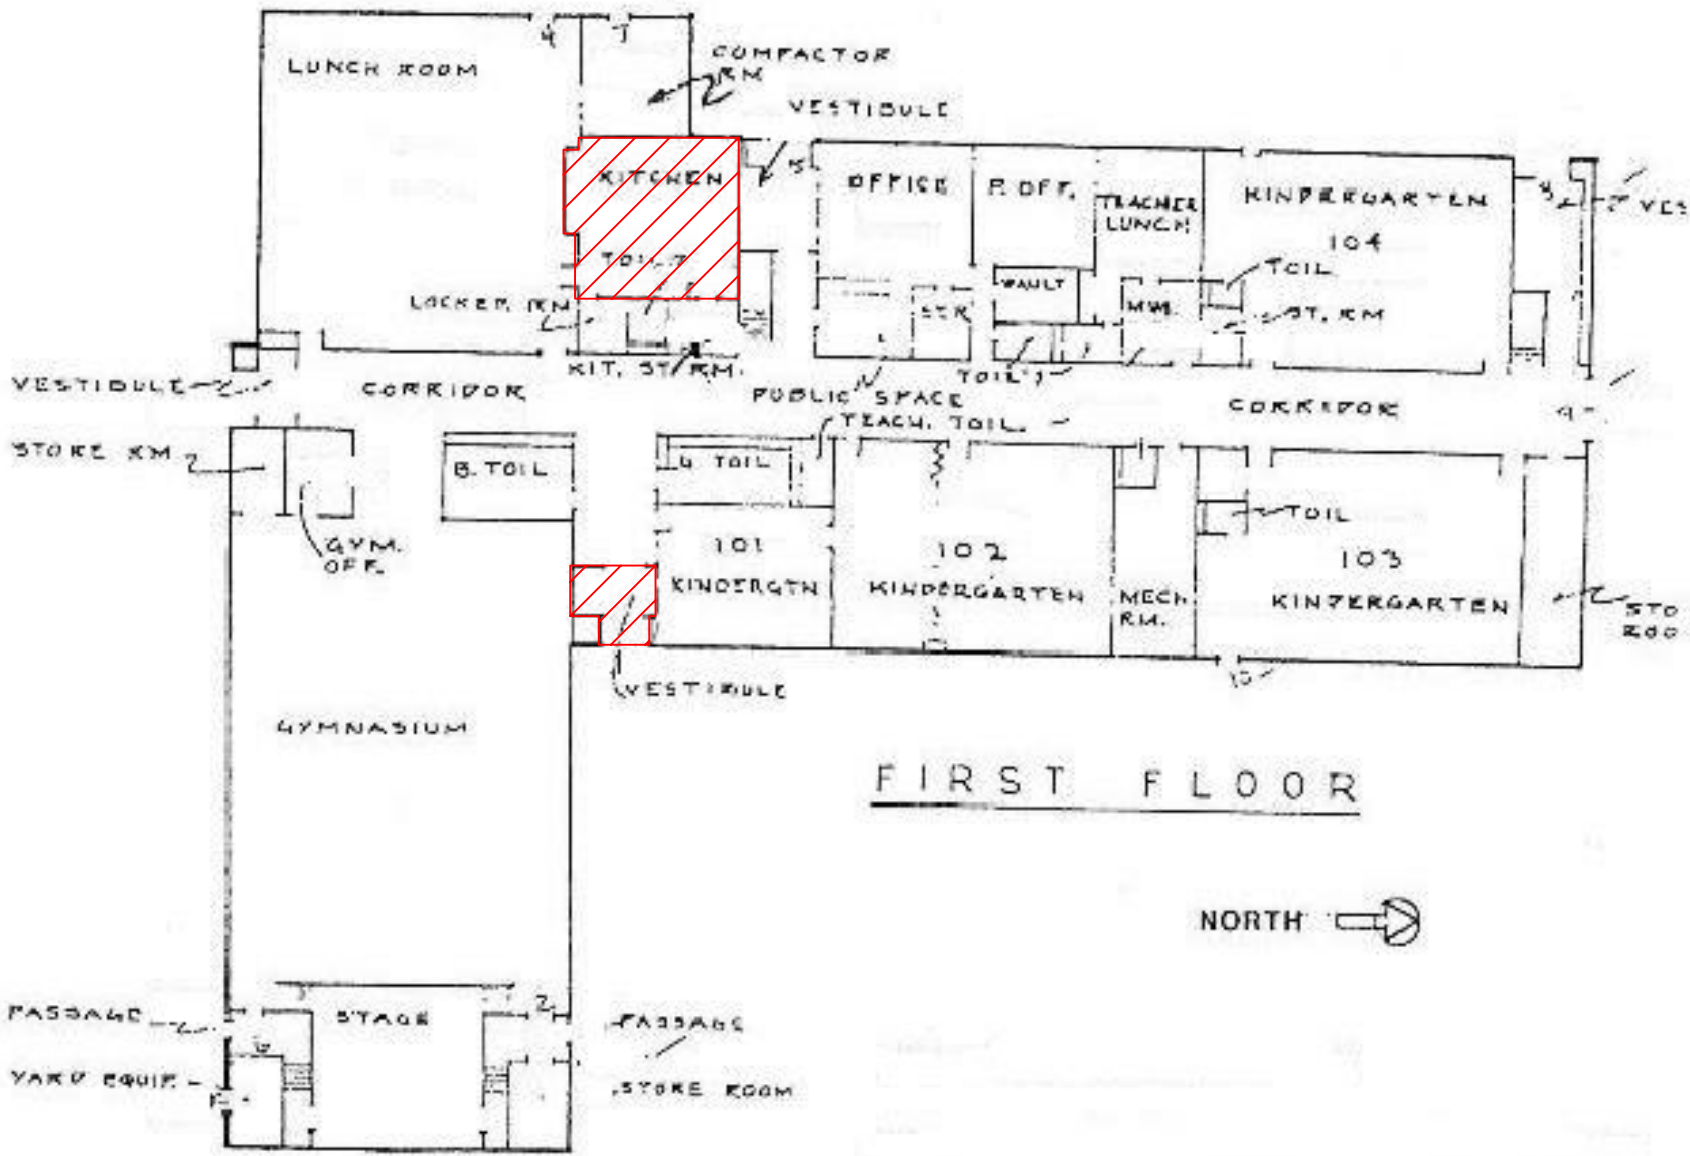 LUNCH ROOM
COMPACTOR
RM
VESTIBULE
KITCHEN
OFFICE
P. OFF.
TEACHER
LUNCH
KINDERGARTEN
104
VES
TOIL
TOIL
VAULT
LOCKER RM
ST. RM
KIT. ST. RM.
TOIL'S
VESTIBULE
CORRIDOR
PUBLIC SPACE
CORRIDOR
TEACH. TOIL.
STORE RM
B. TOIL
G. TOIL
TOIL
GYM.
OFF.
101
KINDERGTN
102
KINDERGARTEN
MECH.
RM.
103
KINDERGARTEN
STO
ROO
VESTIBULE
GYMNASIUM
FIRST FLOOR
NORTH
PASSAGE
STAGE
2
PASSAGE
YARD EQUIP.
STORE ROOM